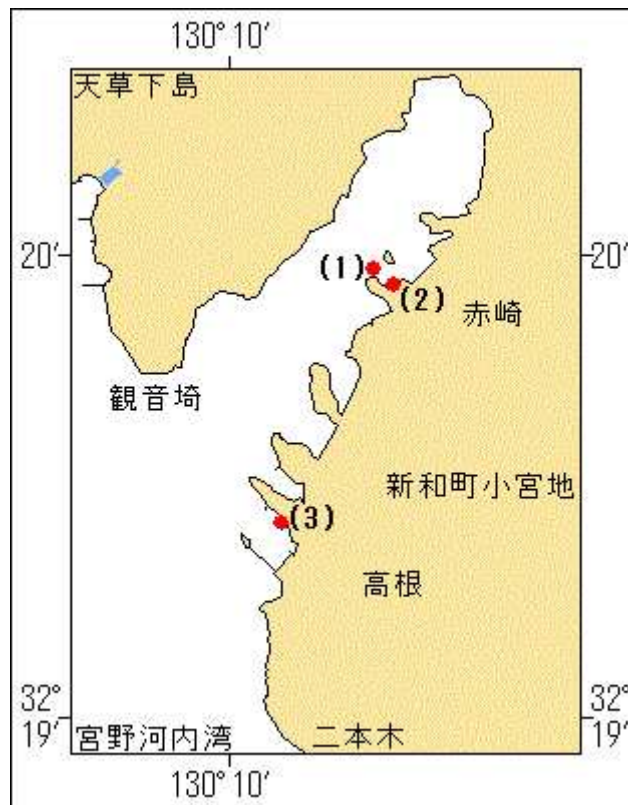 130° 10′
天草下島
20′
20′
(1)
(2)
赤崎
観音埼
新和町小宮地
(3)
高根
32°
19′
32°
19′
宮野河内湾
二本木
130° 10′